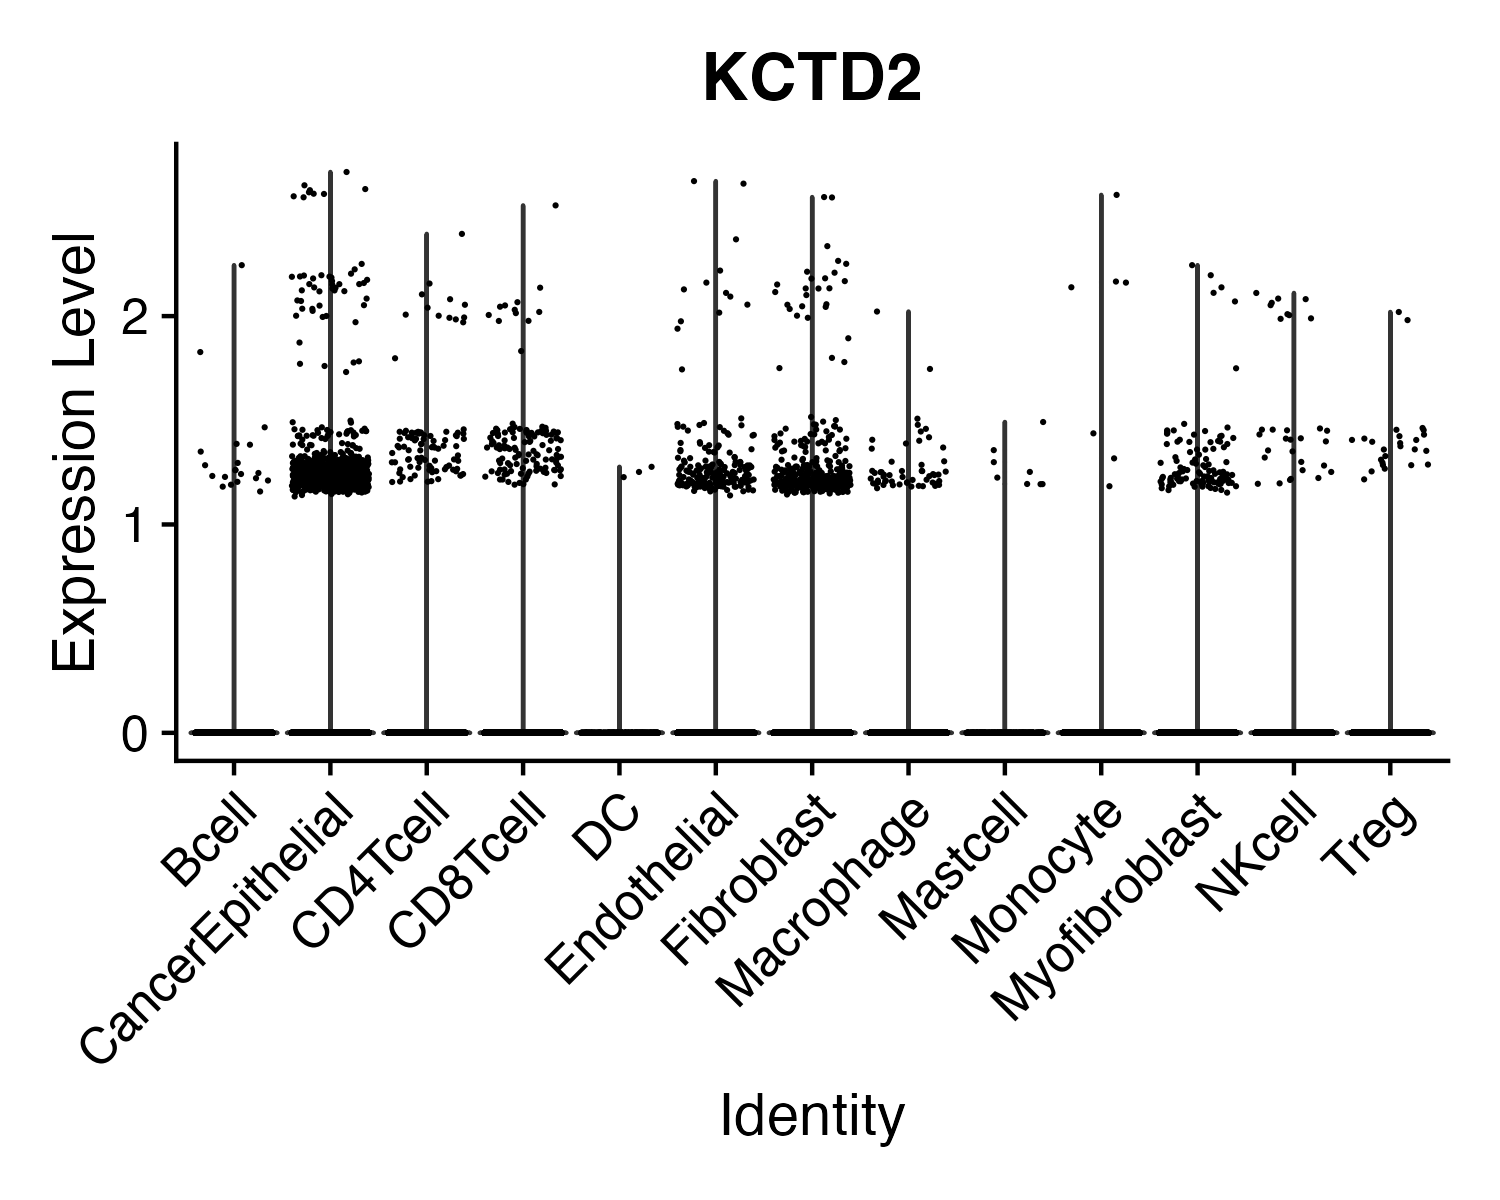 KCTD2
Expression Level
2
1
0
Bcell
CancerEpithelial
CD4Tcell
CD8Tcell
DC
Endothelial
Fibroblast
Macrophage
Mastcell
Monocyte
Myofibroblast
NKcell
Treg
Identity